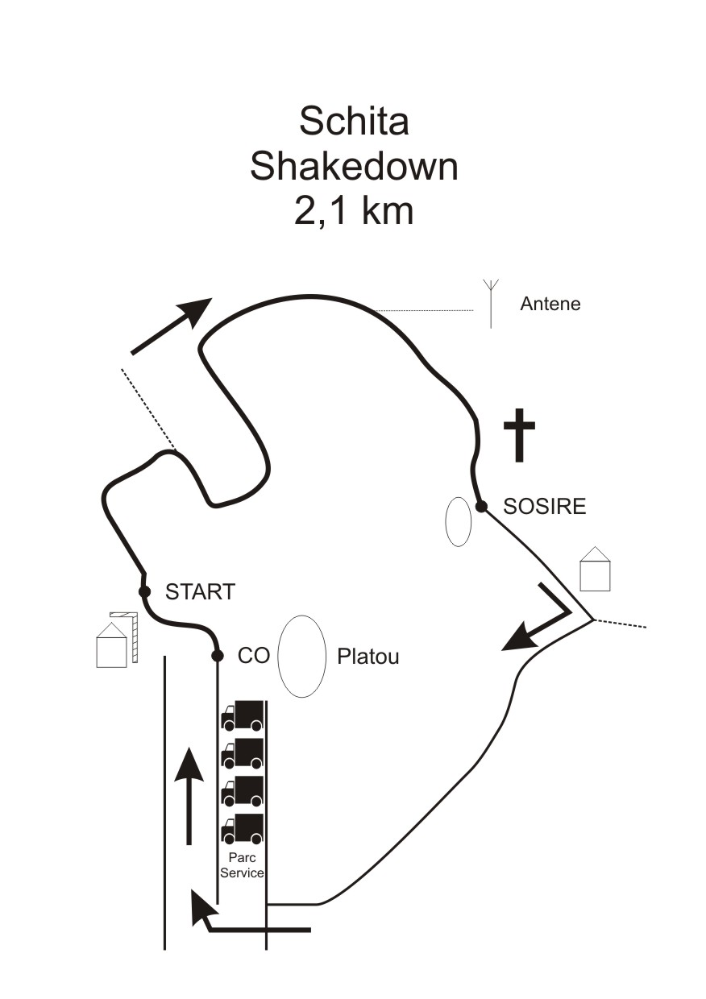 Schita
Shakedown
2,1 km
Antene
SOSIRE
START
CO
Platou
Parc
Service